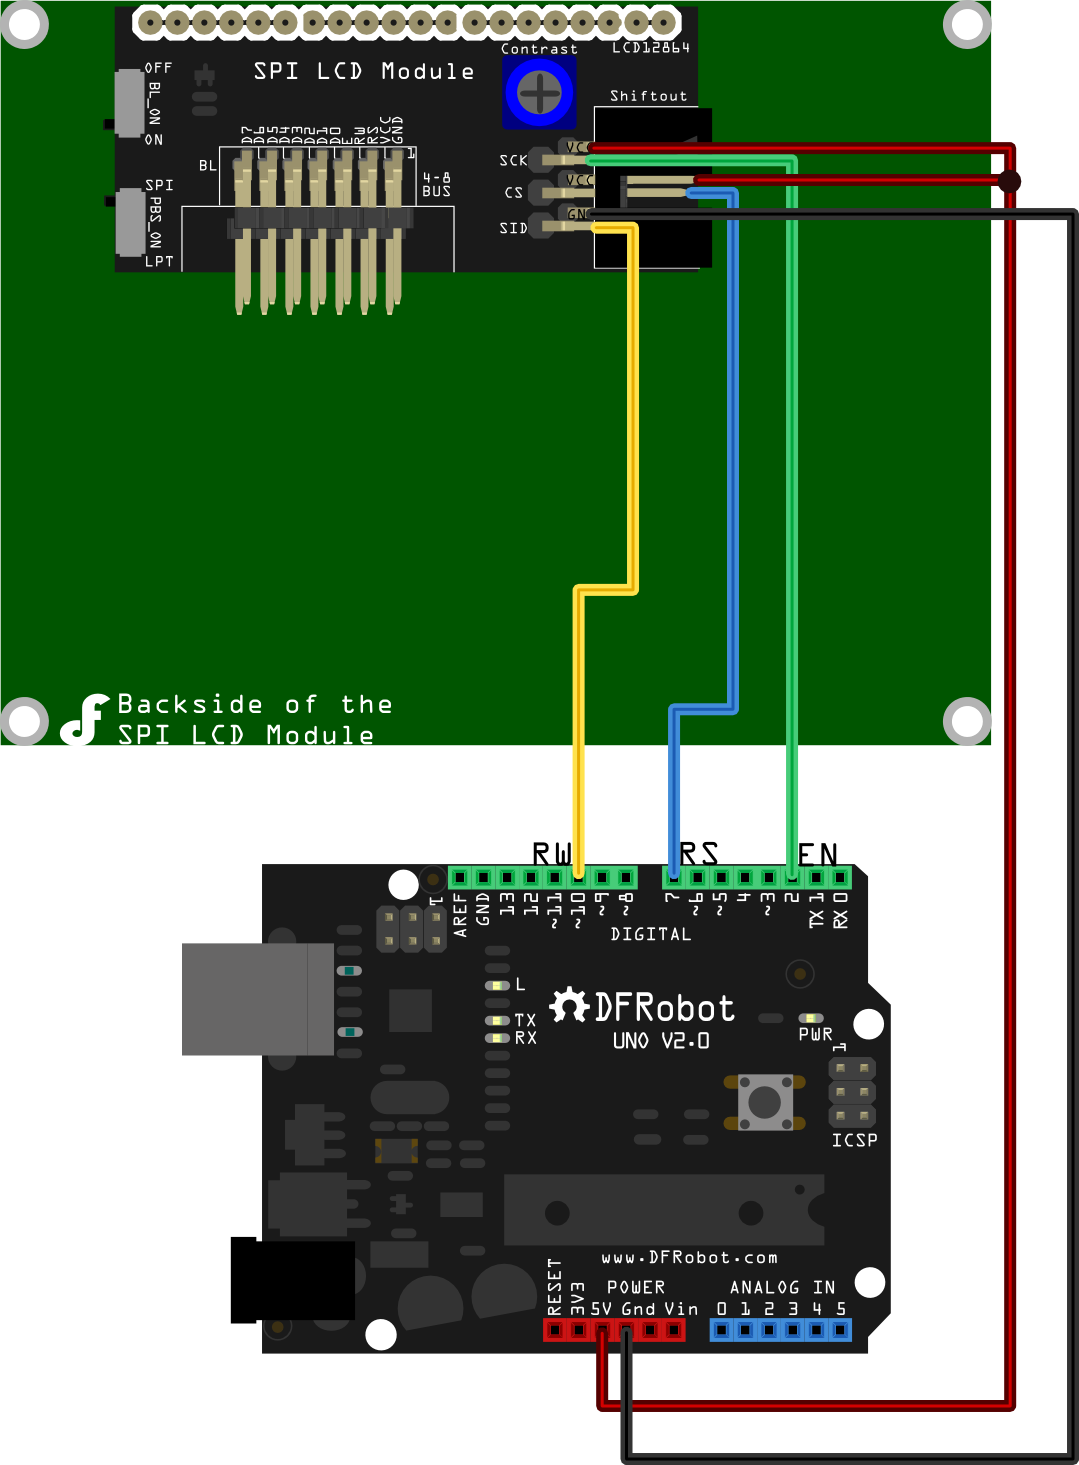 LCD12864
Contrast
SPI LCD Module
OFF
BL_ON
ON
Shiftout
D7
D6
D5
D4
D3
D2
D1
D0
E
RW
RS
VCC
GND
1
BL
4-8
BUS
VCC
SCK
VCC
CS
GN
SID
SPI
PBS_ON
LPT
Backside of the
SPI LCD Module
RW
RS
EN
1
AREF
GND
13
12
~11
~10
~9
~8
7
~6
~5
4
~3
2
TX 1
RX 0
DIGITAL
L
TX
RX
DFRobot
UNO V2.0
PWR
1
ICSP
www.DFRobot.com
RESET
3V3
POWER
5V Gnd Vin
ANALOG IN
0 1 2 3 4 5